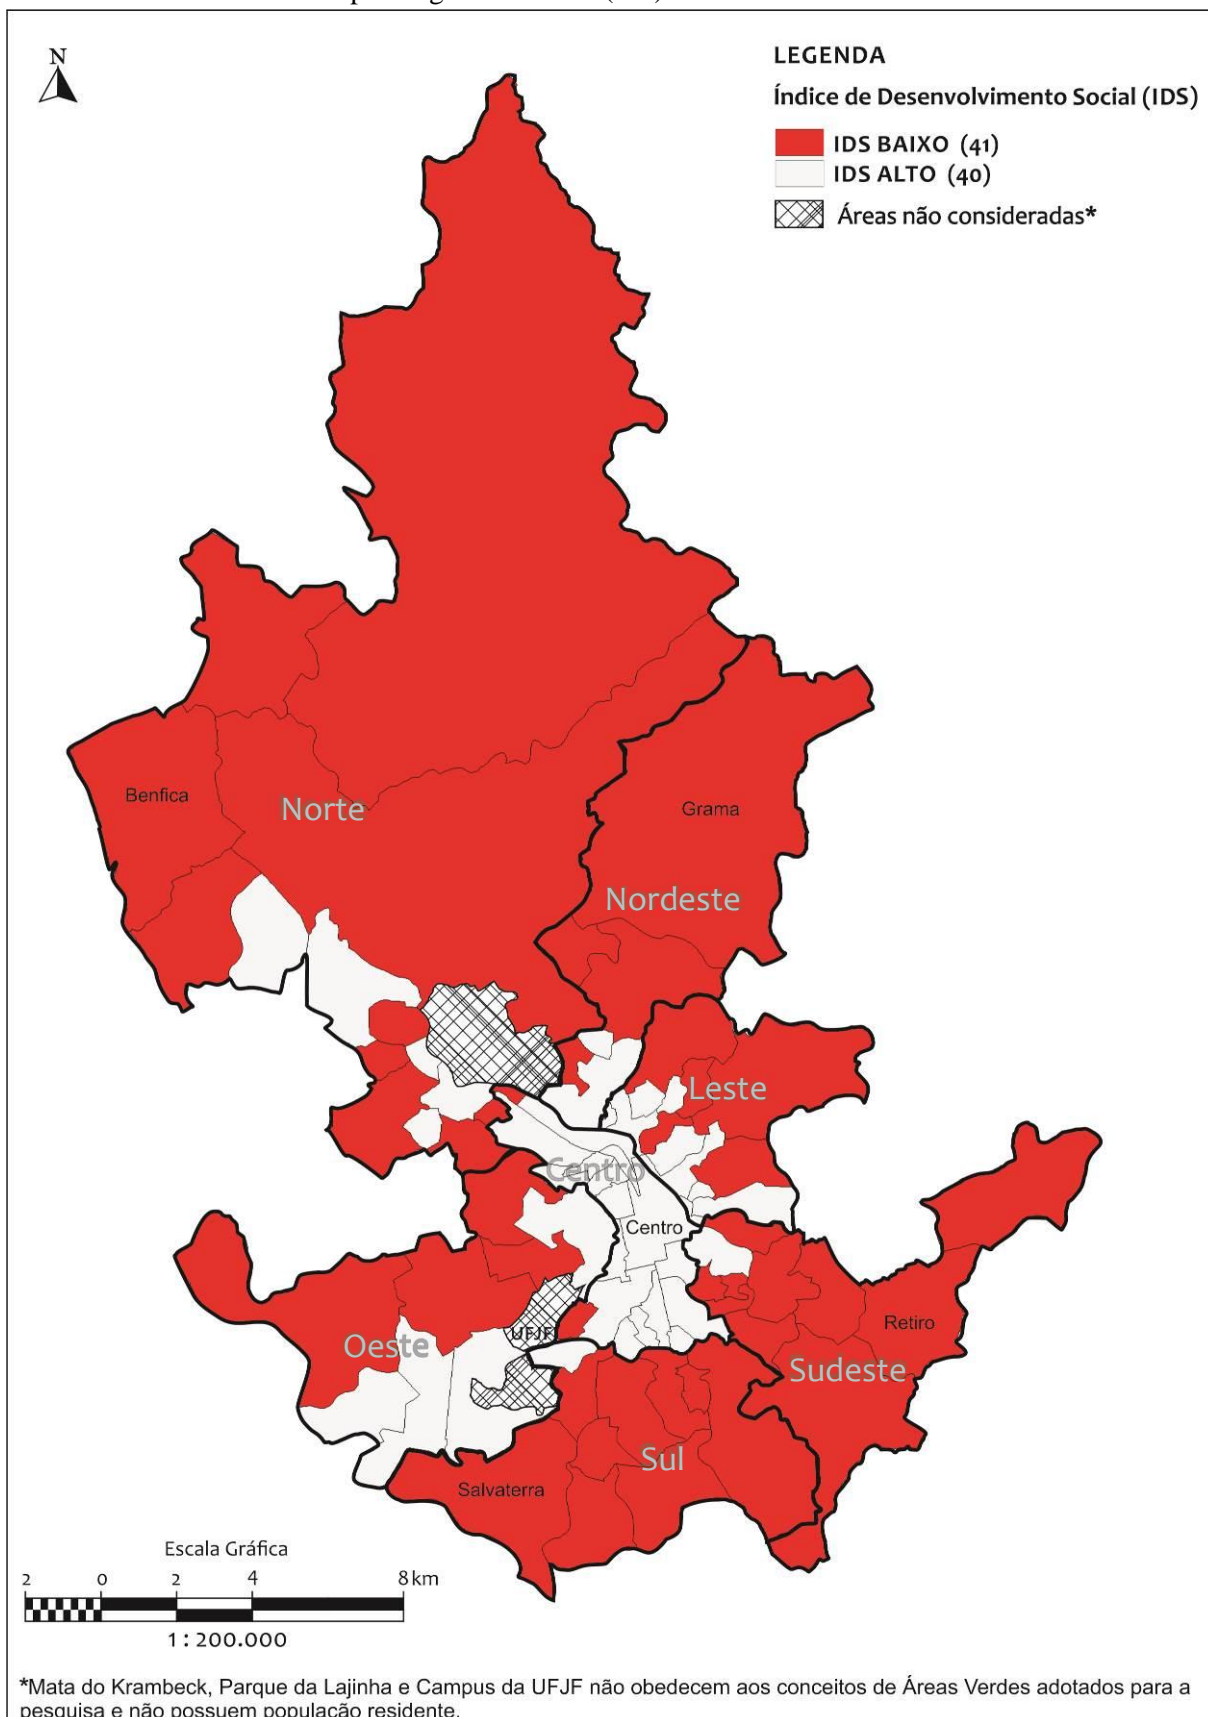 N
LEGENDA
Índice de Desenvolvimento Social (IDS)
IDS BAIXO (41)
IDS ALTO (40)
Áreas não consideradas*
Benfica
Norte
Grama
Nordeste
Leste
Centro
Centro
Retiro
UFJF
Oeste
Sudeste
Sul
Salvaterra
Escala Gráfica
2 0 2 4 8 km
1:200.000
*Mata do Krambeck, Parque da Lajinha e Campus da UFJF não obedecem aos conceitos de Áreas Verdes adotados para a
pesquisa e não possuem população residente.